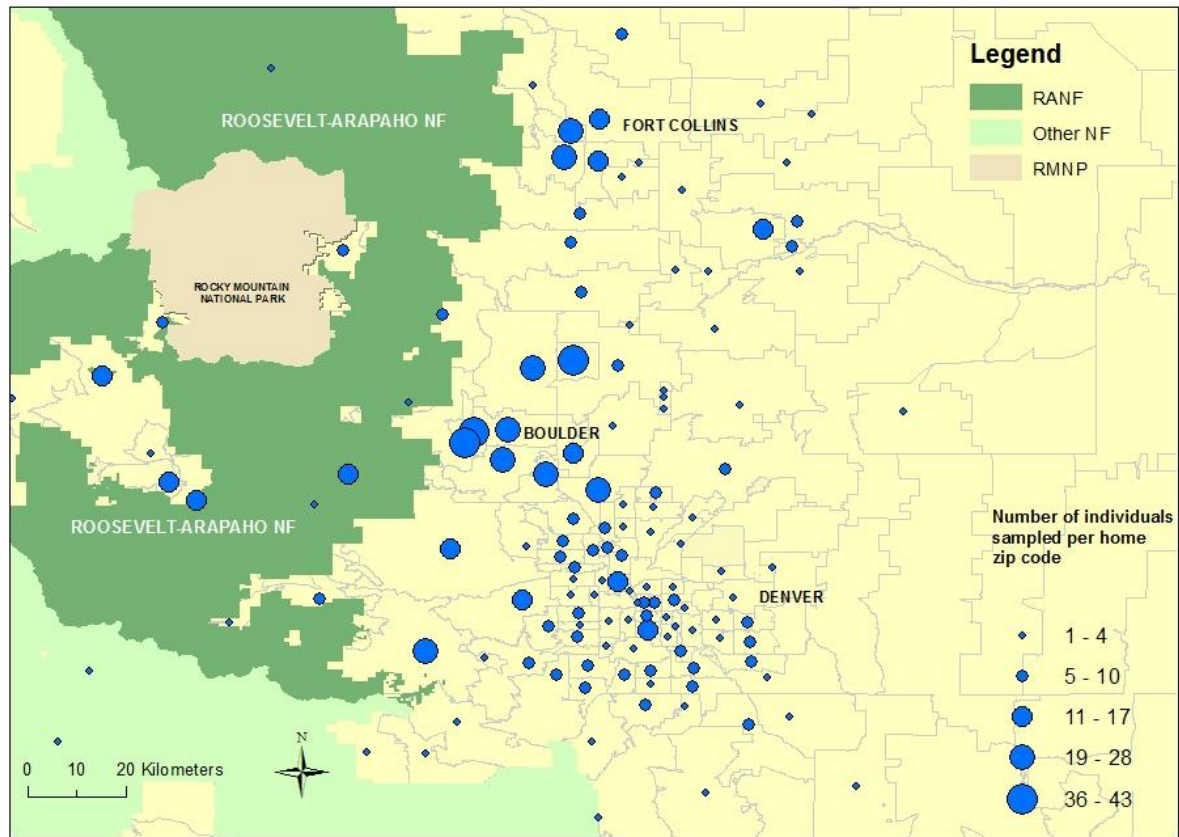 Legend
RANF
Other NF
RMNP
ROOSEVELT-ARAPAHO NF
FORT COLLINS
ROCKY MOUNTAIN
NATIONAL PARK
BOULDER
ROOSEVELT-ARAPAHO NF
Number of individuals
sampled per home
zip code
DENVER
1 - 4
5 - 10
11 - 17
19 - 28
36 - 43
N
0 10 20 Kilometers